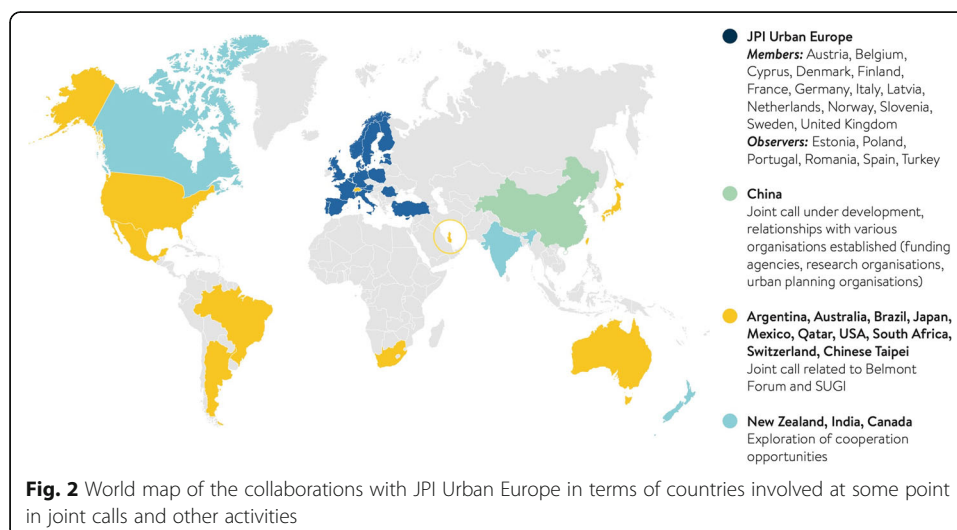 JPI Urban Europe
Members: Austria, Belgium,
Cyprus, Denmark, Finland,
France, Germany, Italy, Latvia,
Netherlands, Norway, Slovenia,
Sweden, United Kingdom
Observers: Estonia, Poland,
Portugal, Romania, Spain, Turkey
China
Joint call under development,
relationships with various
organisations established (funding
agencies, research organisations,
urban planning organisations)
Argentina, Australia, Brazil, Japan,
Mexico, Qatar, USA, South Africa,
Switzerland, Chinese Taipei
Joint call related to Belmont
Forum and SUGI
New Zealand, India, Canada
Exploration of cooperation
opportunities
Fig. 2 World map of the collaborations with JPI Urban Europe in terms of countries involved at some point
in joint calls and other activities